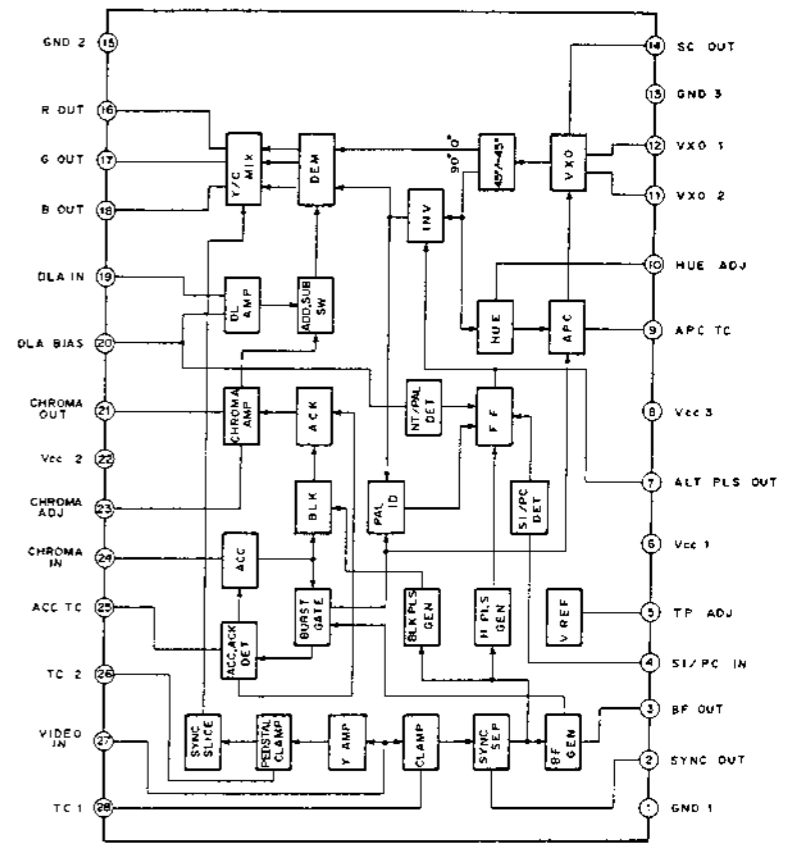 GND 2
15
14
SC OUT
13
GND 3
R OUT
16
G OUT
17
B OUT
18
Y/C
MIX
DEM
90°
0°
45°/-45°
VXO
12
VXO 1
11
VXO 2
INV
DLA IN
19
DL
AMP
ADD,SUB
SW
10
HUE ADJ
HUE
APC
9
APC TC
DLA BIAS
20
CHROMA
OUT
21
CHROMA
AMP
ACK
NT/PAL
DET
F F
8
Vcc 3
Vcc 2
22
7
ALT PLS OUT
CHROMA
ADJ
23
BLK
PAL
ID
SI/PC
DET
6
Vcc 1
CHROMA
IN
24
ACC
ACC TC
25
ACC,ACK
DET
BURST
GATE
BLK PLS
GEN
H PLS
GEN
V REF
5
TP ADJ
4
SI/PC IN
TC 2
26
3
BF OUT
VIDEO
IN
27
SYNC
SLICE
PEDSTAL
CLAMP
Y AMP
CLAMP
SYNC
SEP
BF
GEN
2
SYNC OUT
TC 1
28
1
GND 1